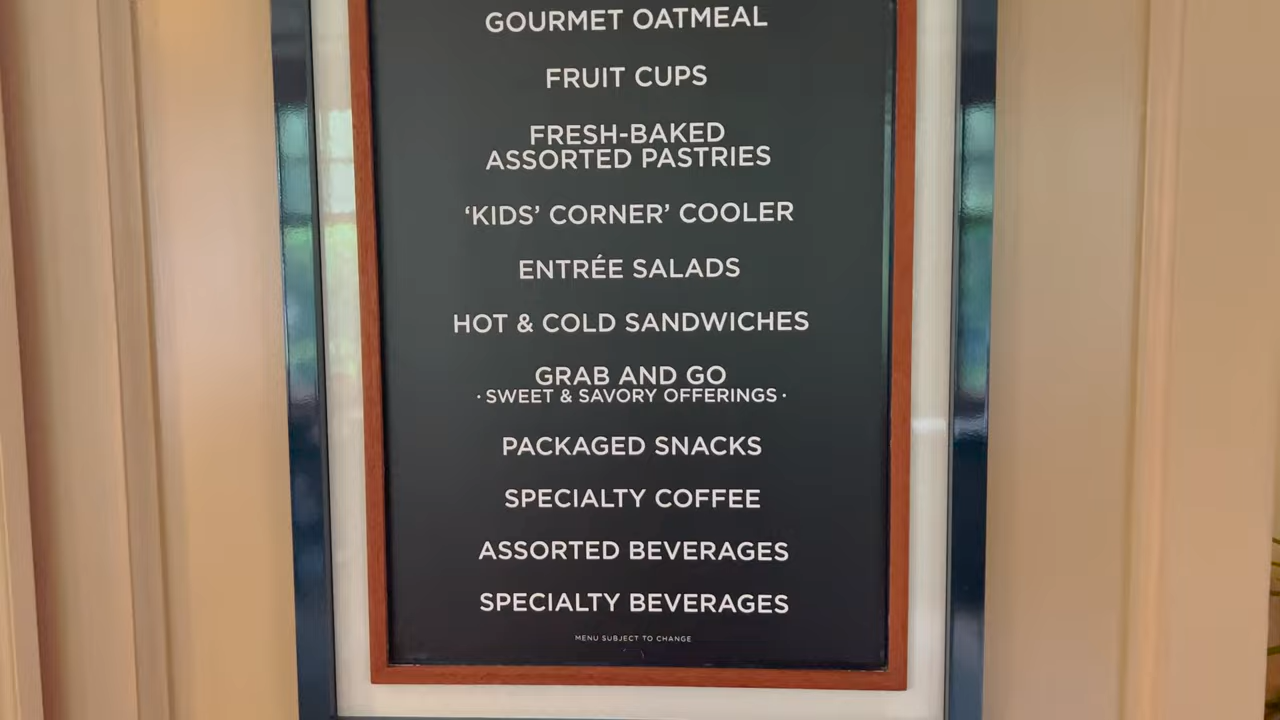 GOURMET OATMEAL
FRUIT CUPS
FRESH-BAKED
ASSORTED PASTRIES
‘KIDS’ CORNER’ COOLER
ENTRÉE SALADS
HOT & COLD SANDWICHES
GRAB AND GO
· SWEET & SAVORY OFFERINGS ·
PACKAGED SNACKS
SPECIALTY COFFEE
ASSORTED BEVERAGES
SPECIALTY BEVERAGES
MENU SUBJECT TO CHANGE